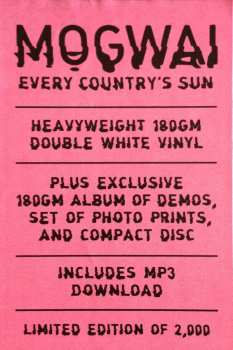 MOGWAI
EVERY COUNTRY'S SUN
HEAVYWEIGHT 180GM
DOUBLE WHITE VINYL
PLUS EXCLUSIVE
180GM ALBUM OF DEMOS,
SET OF PHOTO PRINTS,
AND COMPACT DISC
INCLUDES MP3
DOWNLOAD
LIMITED EDITION OF 2,000